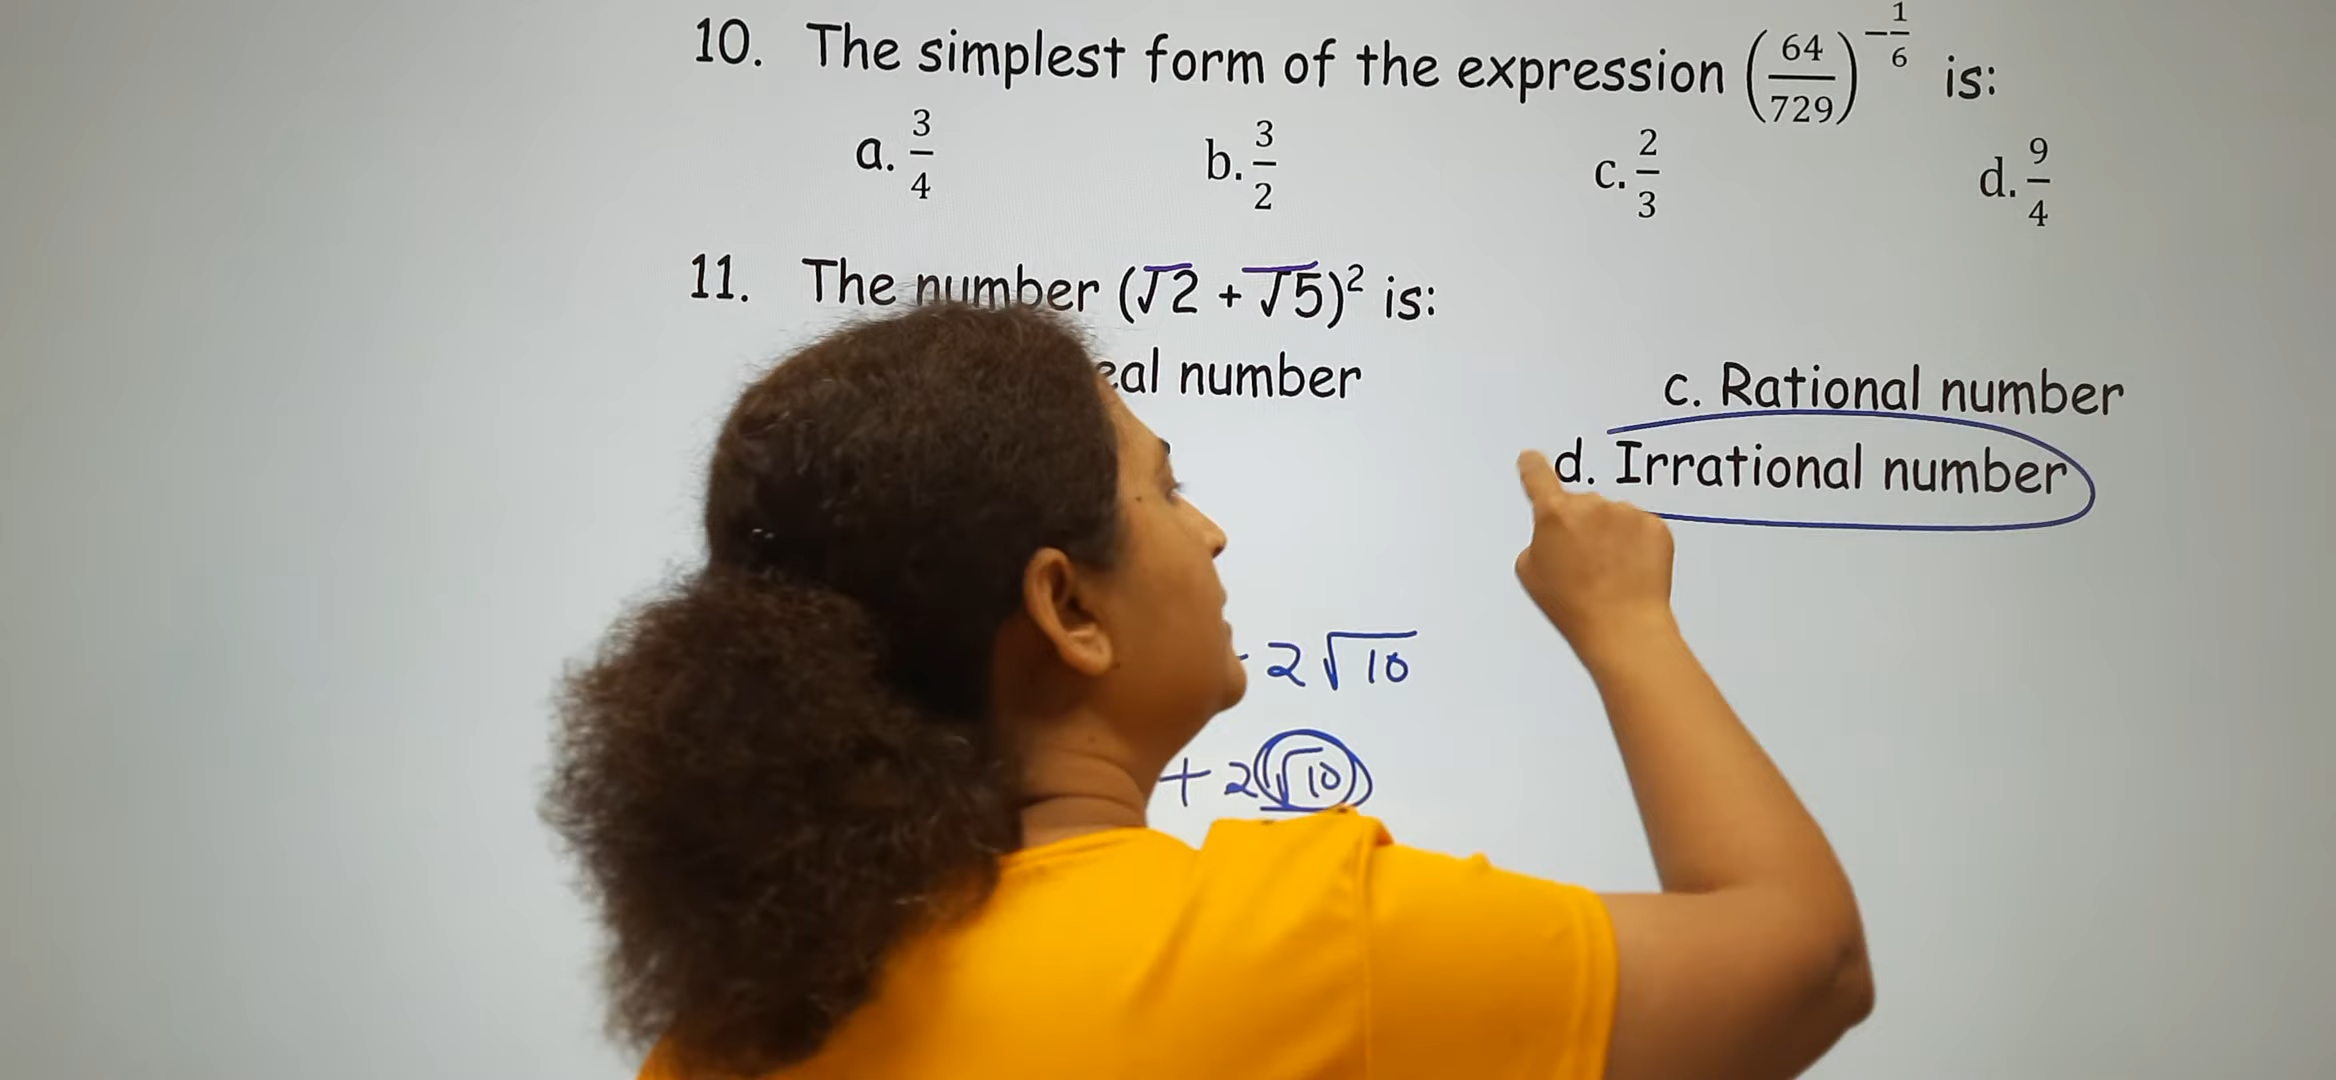 10. The simplest form of the expression (64/729)^(-1/6) is:
a. 3/4 b. 3/2 c. 2/3 d. 9/4
11. The number (√2 + √5)² is:
number c. Rational number
d. Irrational number
2√10
+ 2(√10)